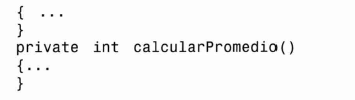 { ...
}
private int calcularPromedio()
{...
}